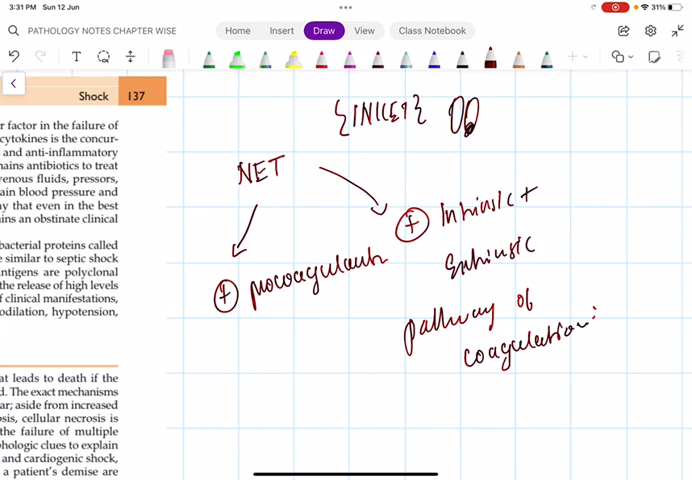 3:31 PM Sun 12 Jun
31%
PATHOLOGY NOTES CHAPTER WISE
Home Insert Draw View Class Notebook
Shock 137
r factor in the failure of
cytokines is the concur-
and anti-inflammatory
mains antibiotics to treat
venous fluids, pressors,
ain blood pressure and
ay that even in the best
ains an obstinate clinical
bacterial proteins called
e similar to septic shock
ntigens are polyclonal
the release of high levels
f clinical manifestations,
odilation, hypotension,
at leads to death if the
d. The exact mechanisms
ar; aside from increased
osis, cellular necrosis is
the failure of multiple
phologic clues to explain
and cardiogenic shock,
a patient's demise are
NET
+ procoagulants
+ Intrinsic +
Extrinsic
pathway of
coagulation: